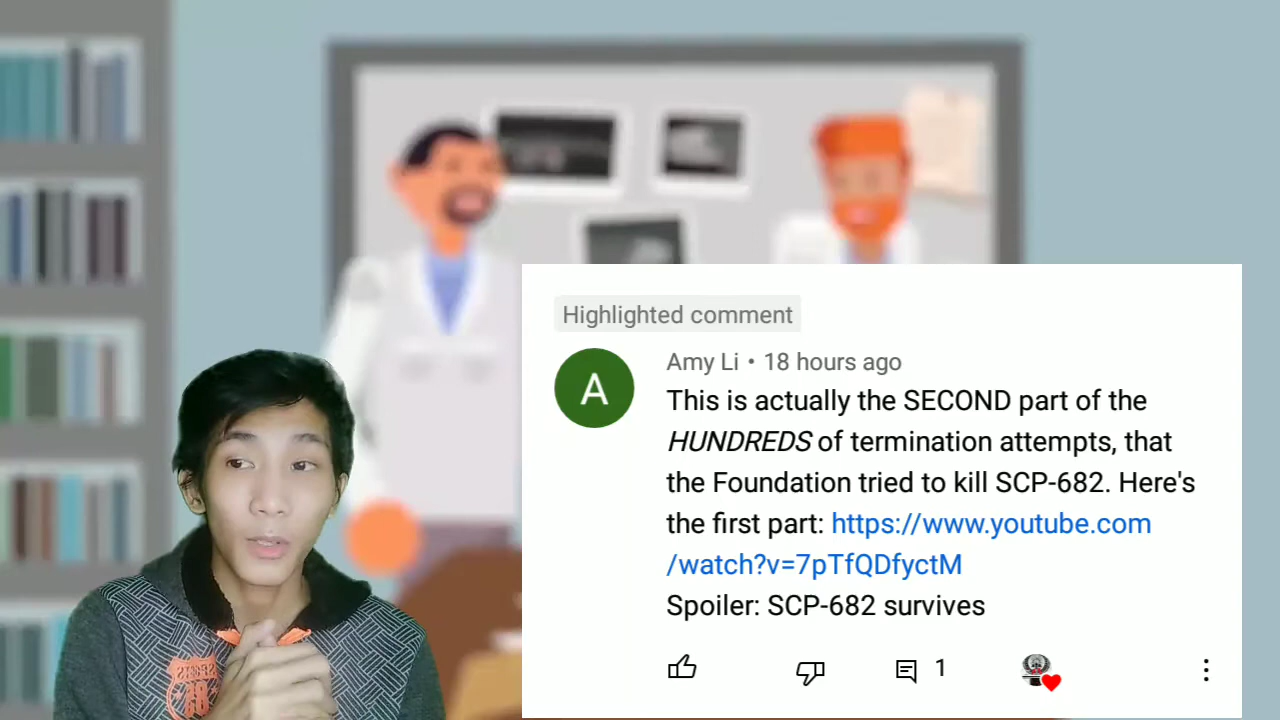 Highlighted comment
Amy Li • 18 hours ago
This is actually the SECOND part of the
HUNDREDS of termination attempts, that
the Foundation tried to kill SCP-682. Here's
the first part: https://www.youtube.com
/watch?v=7pTfQDfyctM
Spoiler: SCP-682 survives
1